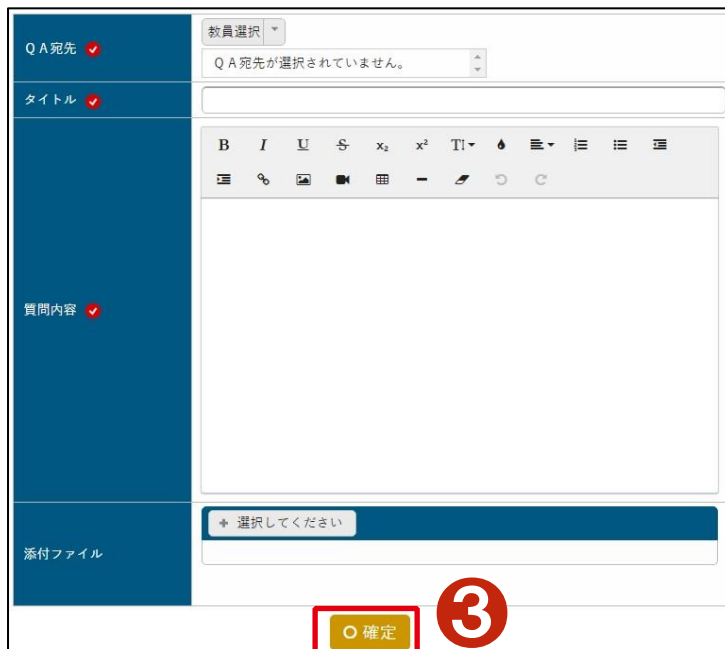 QA宛先
教員選択
QA宛先が選択されていません。
タイトル
B I U S x₂ x² T
質問内容
添付ファイル
+ 選択してください
確定
3